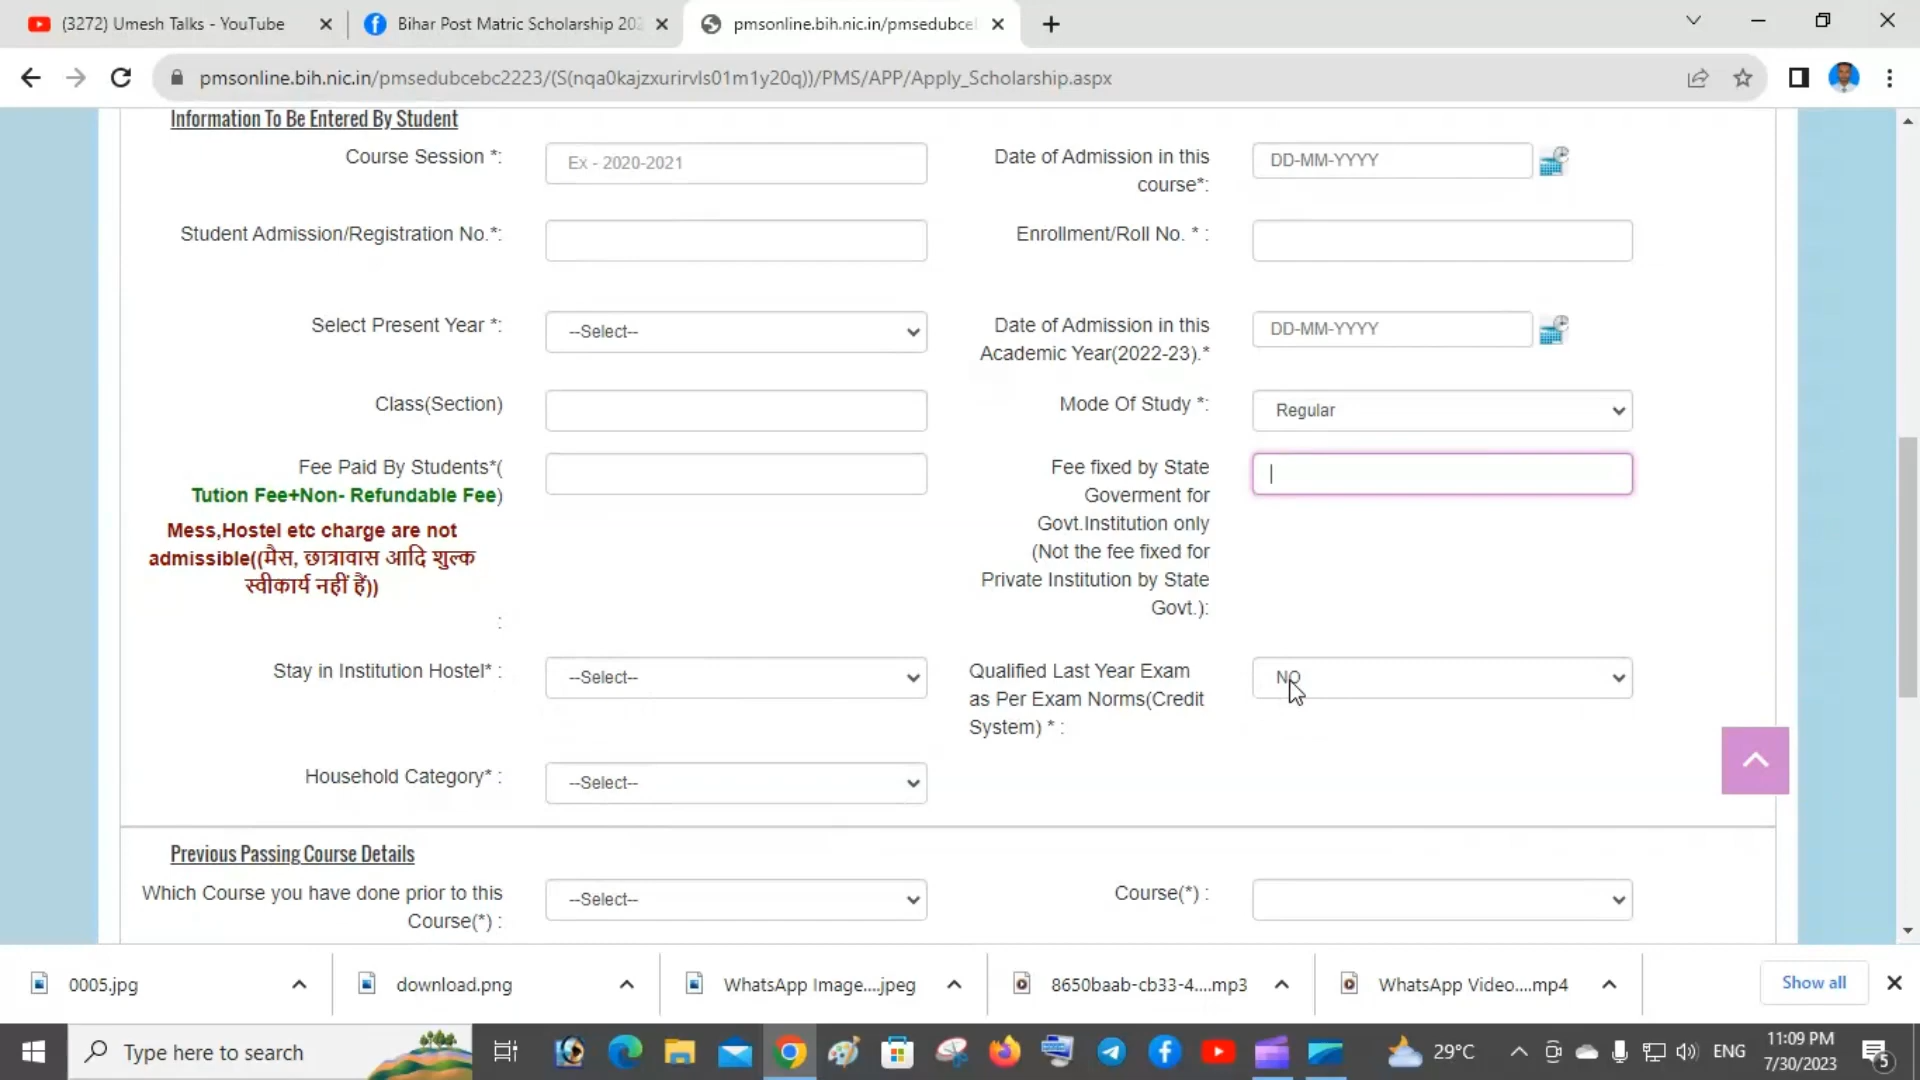 (3272) Umesh Talks - YouTube
Bihar Post Matric Scholarship 202
pmsonline.bih.nic.in/pmsedubce
pmsonline.bih.nic.in/pmsedubcebc2223/(S(nqa0kajzxurirvls01m1y20q))/PMS/APP/Apply_Scholarship.aspx
Information To Be Entered By Student
Course Session *: Ex - 2020-2021
Date of Admission in this
course*:
DD-MM-YYYY
Student Admission/Registration No.*:
Enrollment/Roll No. * :
Select Present Year *: --Select--
Date of Admission in this
Academic Year(2022-23).*
DD-MM-YYYY
Class(Section)
Mode Of Study *: Regular
Fee Paid By Students*(
Tution Fee+Non- Refundable Fee)
Mess,Hostel etc charge are not
admissible((मैस, छात्रावास आदि शुल्क
स्वीकार्य नहीं हैं))
:
Fee fixed by State
Goverment for
Govt.Institution only
(Not the fee fixed for
Private Institution by State
Govt.):
Stay in Institution Hostel* : --Select--
Qualified Last Year Exam
as Per Exam Norms(Credit
System) * :
NO
Household Category* : --Select--
Previous Passing Course Details
Which Course you have done prior to this
Course(*) :
--Select--
Course(*) :
0005.jpg
download.png
WhatsApp Image....jpeg
8650baab-cb33-4....mp3
WhatsApp Video....mp4
Show all
Type here to search
29°C
ENG
11:09 PM
7/30/2023
5